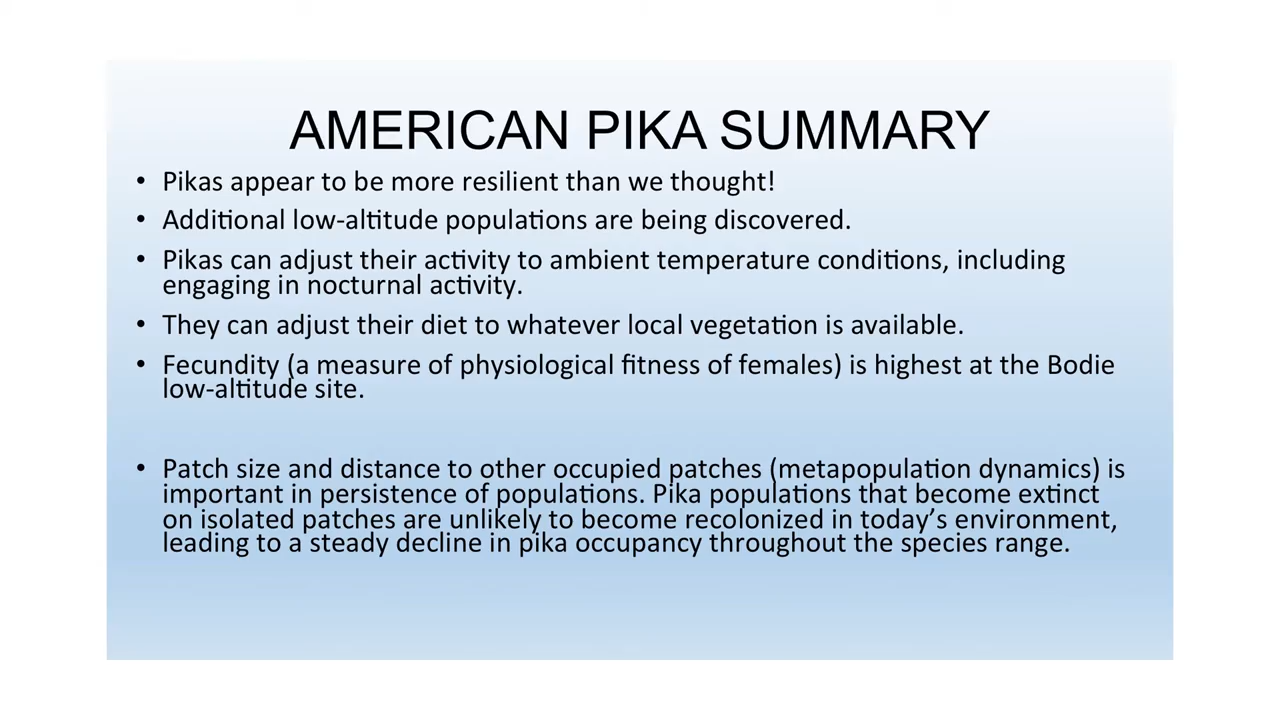 AMERICAN PIKA SUMMARY
• Pikas appear to be more resilient than we thought!
• Additional low-altitude populations are being discovered.
• Pikas can adjust their activity to ambient temperature conditions, including
engaging in nocturnal activity.
• They can adjust their diet to whatever local vegetation is available.
• Fecundity (a measure of physiological fitness of females) is highest at the Bodie
low-altitude site.
• Patch size and distance to other occupied patches (metapopulation dynamics) is
important in persistence of populations. Pika populations that become extinct
on isolated patches are unlikely to become recolonized in today’s environment,
leading to a steady decline in pika occupancy throughout the species range.